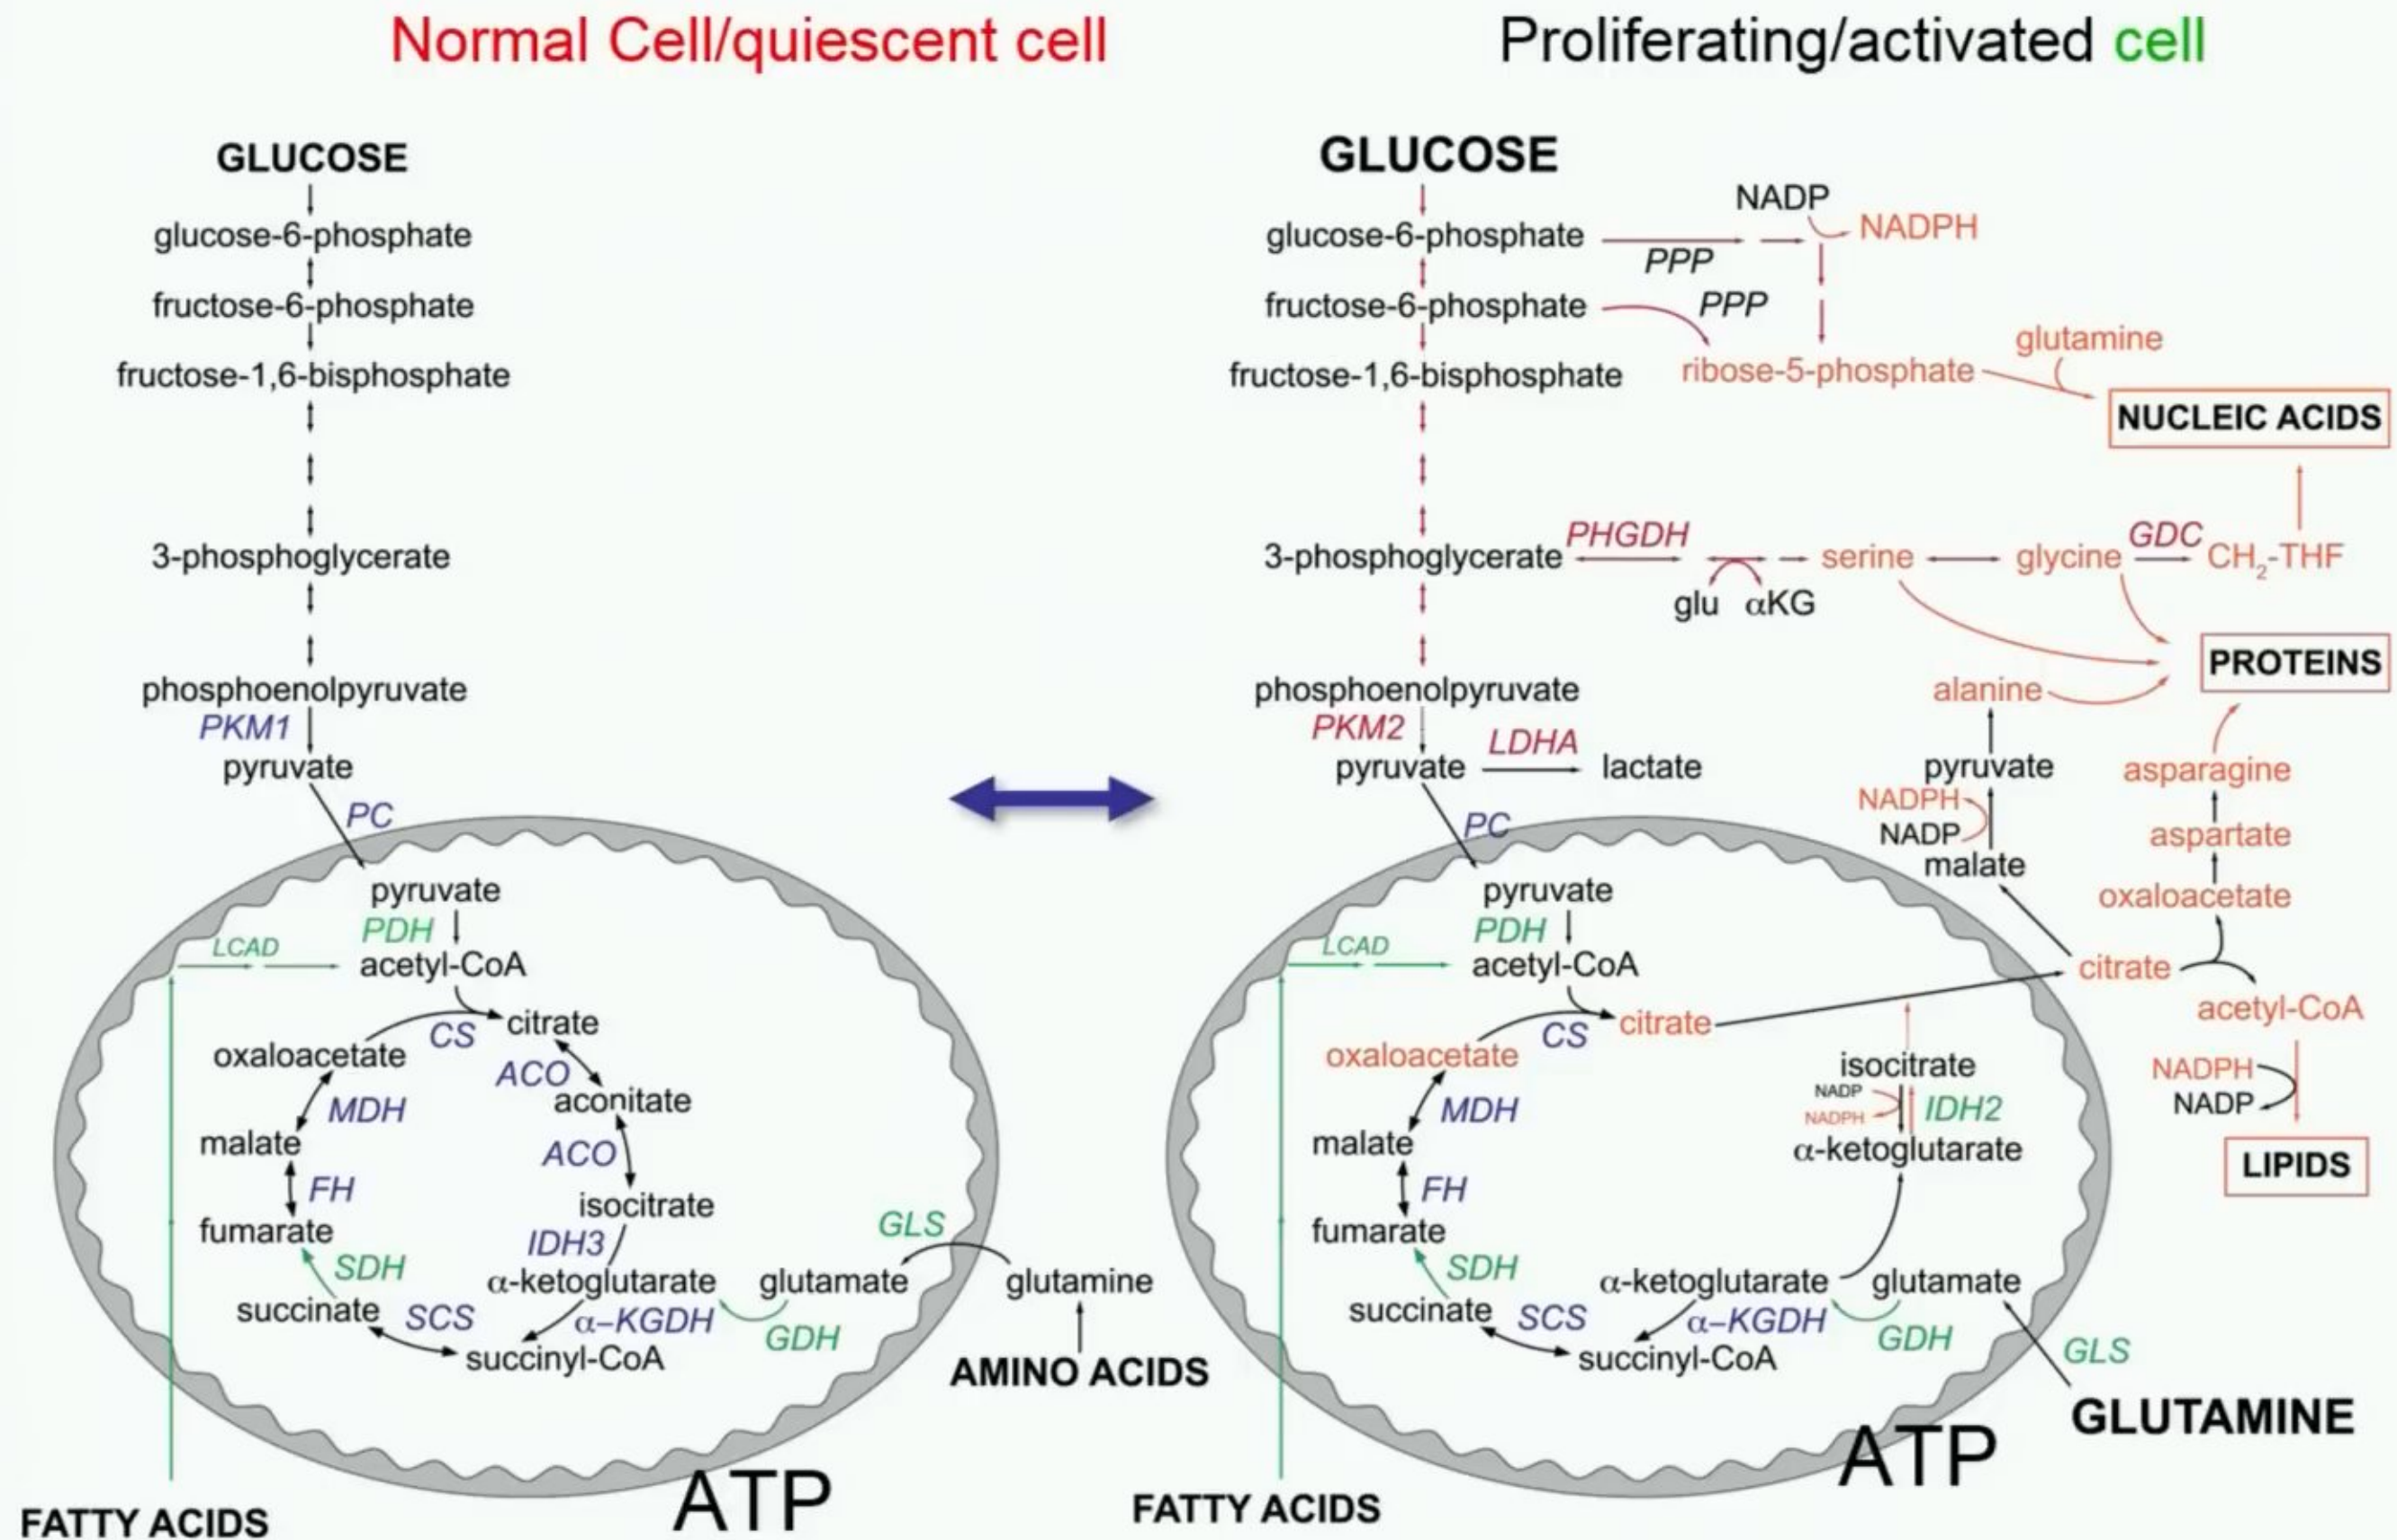 Normal Cell/quiescent cell
GLUCOSE
glucose-6-phosphate
fructose-6-phosphate
fructose-1,6-bisphosphate
3-phosphoglycerate
phosphoenolpyruvate
PKM1
pyruvate
PC
pyruvate
PDH
LCAD
acetyl-CoA
citrate
CS
oxaloacetate
ACO
aconitate
MDH
malate
ACO
FH
isocitrate
fumarate
IDH3
GLS
SDH
α-ketoglutarate
glutamate
glutamine
succinate
SCS
α–KGDH
GDH
succinyl-CoA
AMINO ACIDS
ATP
FATTY ACIDS
Proliferating/activated cell
GLUCOSE
NADP
glucose-6-phosphate
NADPH
PPP
fructose-6-phosphate
PPP
glutamine
fructose-1,6-bisphosphate
ribose-5-phosphate
NUCLEIC ACIDS
PHGDH
GDC
3-phosphoglycerate
serine
glycine
CH2-THF
glu
αKG
PROTEINS
phosphoenolpyruvate
alanine
PKM2
LDHA
pyruvate
lactate
pyruvate
asparagine
NADPH
NADP
aspartate
malate
PC
pyruvate
oxaloacetate
PDH
LCAD
acetyl-CoA
citrate
citrate
acetyl-CoA
CS
oxaloacetate
isocitrate
NADPH
NADP
NADP
NADPH
IDH2
MDH
malate
α-ketoglutarate
LIPIDS
FH
fumarate
SDH
α-ketoglutarate
glutamate
succinate
SCS
α–KGDH
GDH
GLS
succinyl-CoA
GLUTAMINE
ATP
FATTY ACIDS